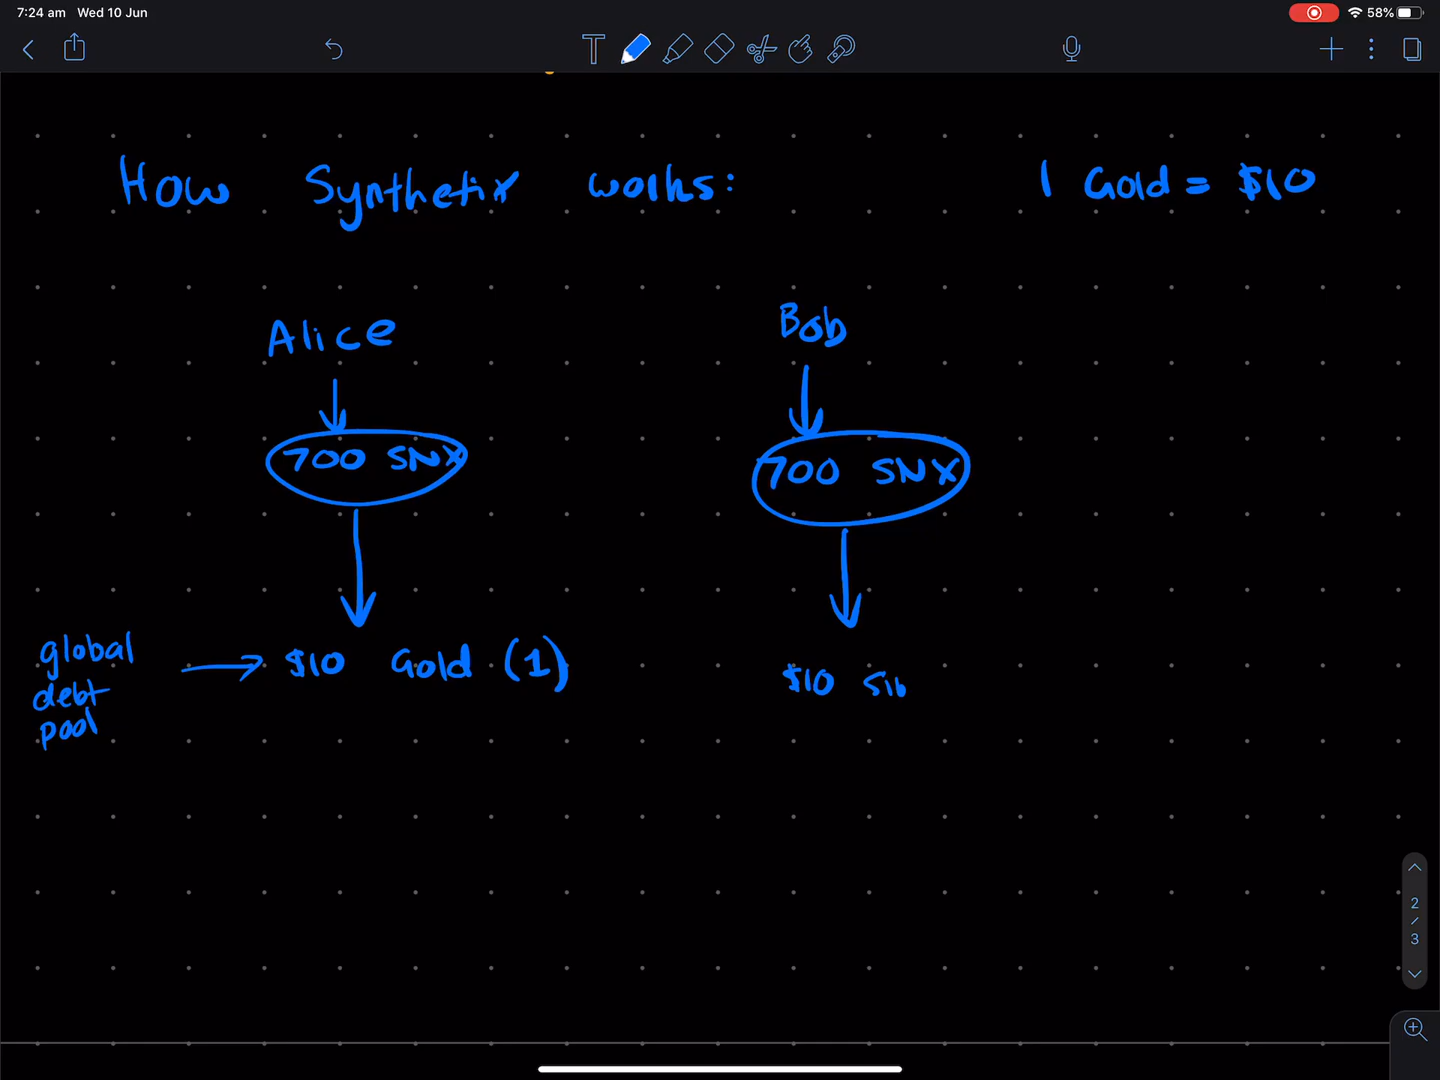 7:24 am Wed 10 Jun
58%
How Synthetix works:
1 Gold = $10
Alice
Bob
700 SNX
700 SNX
global
debt
pool
$10 Gold (1)
$10 Sil
2
/
3